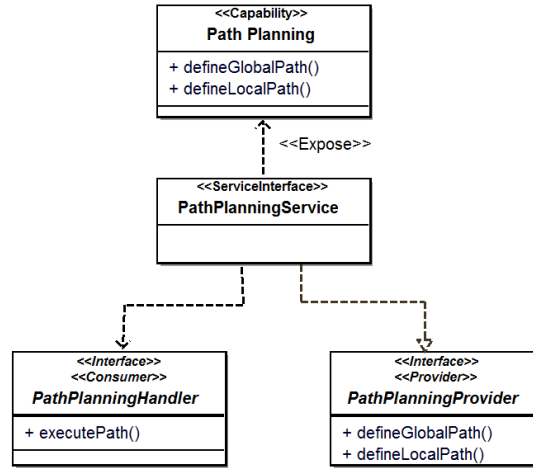 <<Capability>>
Path Planning
+ defineGlobalPath()
+ defineLocalPath()
<<Expose>>
<<ServiceInterface>>
PathPlanningService
<<Interface>>
<<Consumer>>
PathPlanningHandler
+ executePath()
<<Interface>>
<<Provider>>
PathPlanningProvider
+ defineGlobalPath()
+ defineLocalPath()